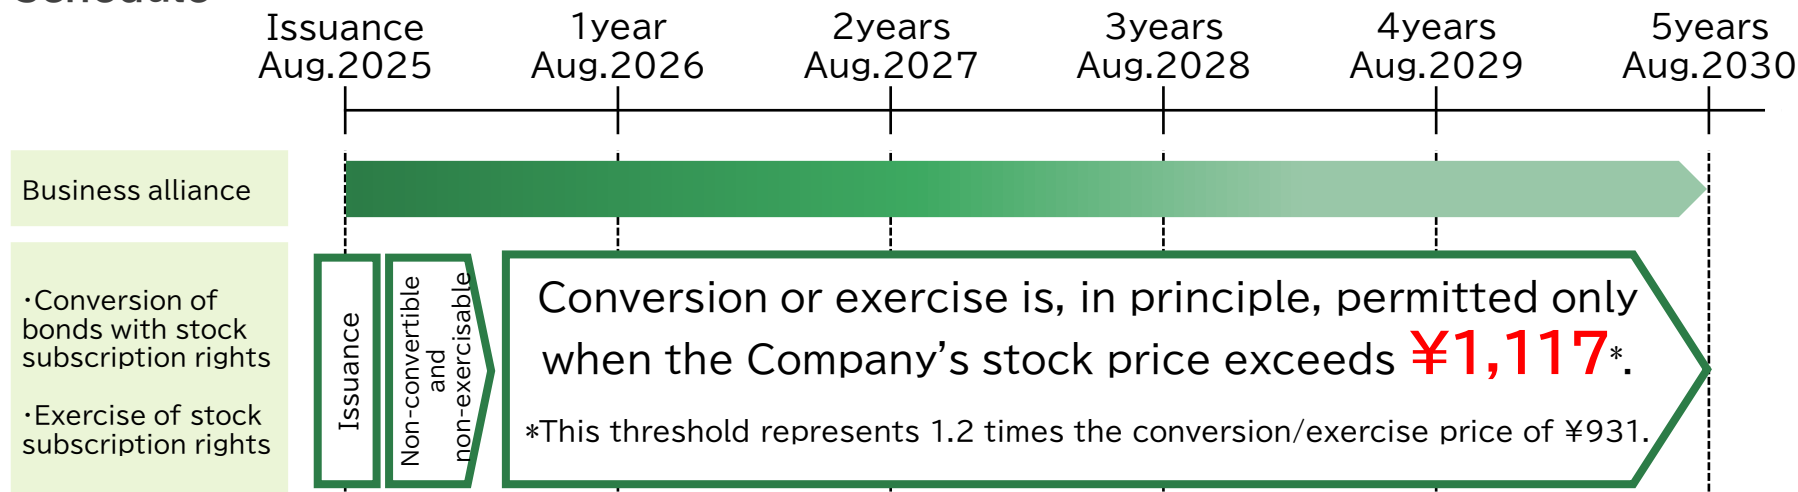 Issuance
Aug.2025
1year
Aug.2026
2years
Aug.2027
3years
Aug.2028
4years
Aug.2029
5years
Aug.2030
Business alliance
・Conversion of
bonds with stock
subscription rights
・Exercise of stock
subscription rights
Issuance
Non-convertible
and
non-exercisable
Conversion or exercise is, in principle, permitted only
when the Company’s stock price exceeds ¥1,117*.
*This threshold represents 1.2 times the conversion/exercise price of ¥931.